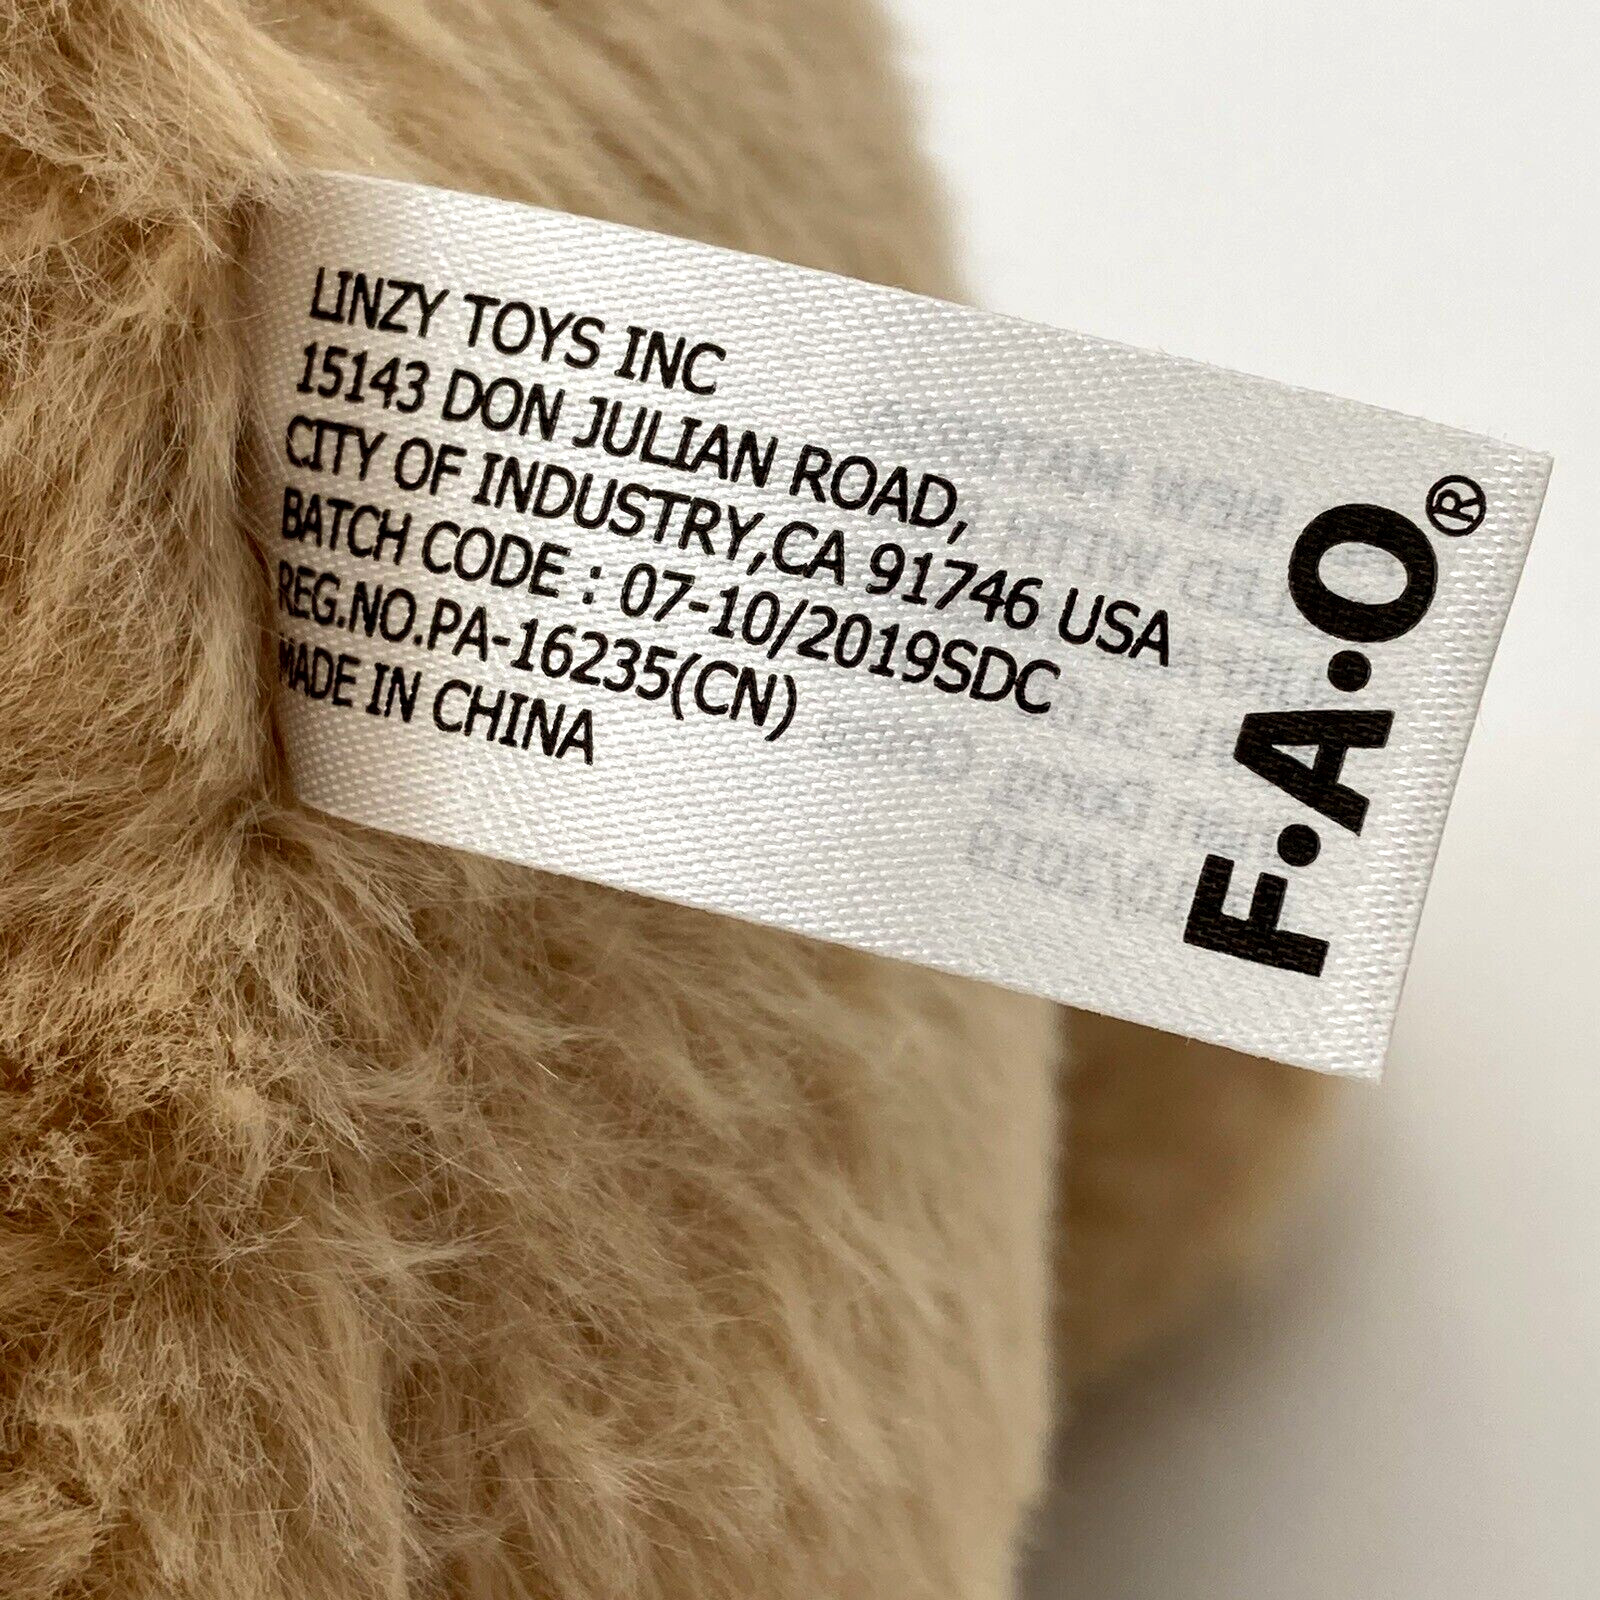 LINZY TOYS INC
15143 DON JULIAN ROAD,
CITY OF INDUSTRY,CA 91746 USA
BATCH CODE : 07-10/2019SDC
REG.NO.PA-16235(CN)
MADE IN CHINA
F•A•O®